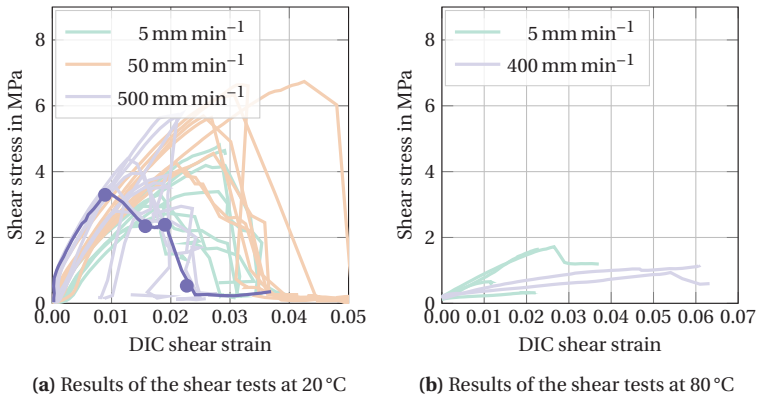 8
6
4
2
0
Shear stress in MPa
5 mm min⁻¹
50 mm min⁻¹
500 mm min⁻¹
0.00 0.01 0.02 0.03 0.04 0.05
DIC shear strain
(a) Results of the shear tests at 20 °C
8
6
4
2
0
Shear stress in MPa
5 mm min⁻¹
400 mm min⁻¹
0.00 0.01 0.02 0.03 0.04 0.05 0.06 0.07
DIC shear strain
(b) Results of the shear tests at 80 °C